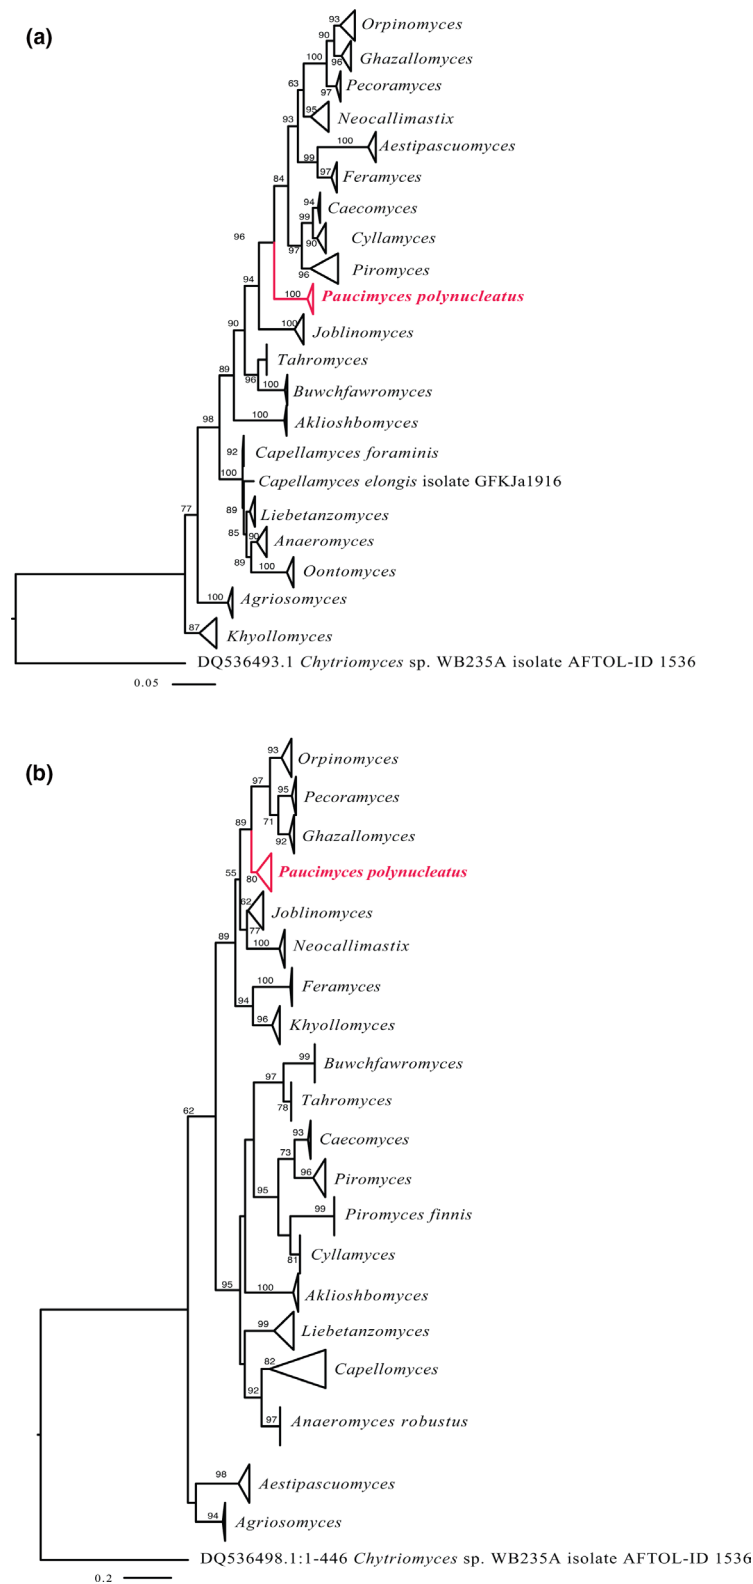 (a)
93
Orpinomyces
90
96
Ghazallomyces
100
97
Pecoramyces
63
95
Neocallimastix
93
100
Aestipascuomyces
99
97
Feramyces
84
94
Caecomyces
99
90
Cyllamyces
96
97
96
Piromyces
100
Paucimyces polynucleatus
94
100
Joblinomyces
90
Tahromyces
96
100
Buwchfawromyces
89
100
Aklioshbomyces
98
92
Capellamyces foraminis
100
Capellamyces elongis isolate GFKJa1916
89
Liebetanzomyces
77
85
90
Anaeromyces
89
100
Oontomyces
100
Agriosomyces
87
Khyollomyces
DQ536493.1 Chytriomyces sp. WB235A isolate AFTOL-ID 1536
0.05
(b)
93
Orpinomyces
97
95
Pecoramyces
71
92
Ghazallomyces
89
80
Paucimyces polynucleatus
55
62
Joblinomyces
77
100
Neocallimastix
89
100
Feramyces
94
96
Khyollomyces
99
Buwchfawromyces
97
78
Tahromyces
62
93
Caecomyces
73
96
Piromyces
95
99
Piromyces finnis
81
Cyllamyces
95
100
Aklioshbomyces
99
Liebetanzomyces
82
Capellomyces
92
97
Anaeromyces robustus
98
Aestipascuomyces
94
Agriosomyces
DQ536498.1:1-446 Chytriomyces sp. WB235A isolate AFTOL-ID 1536
0.2